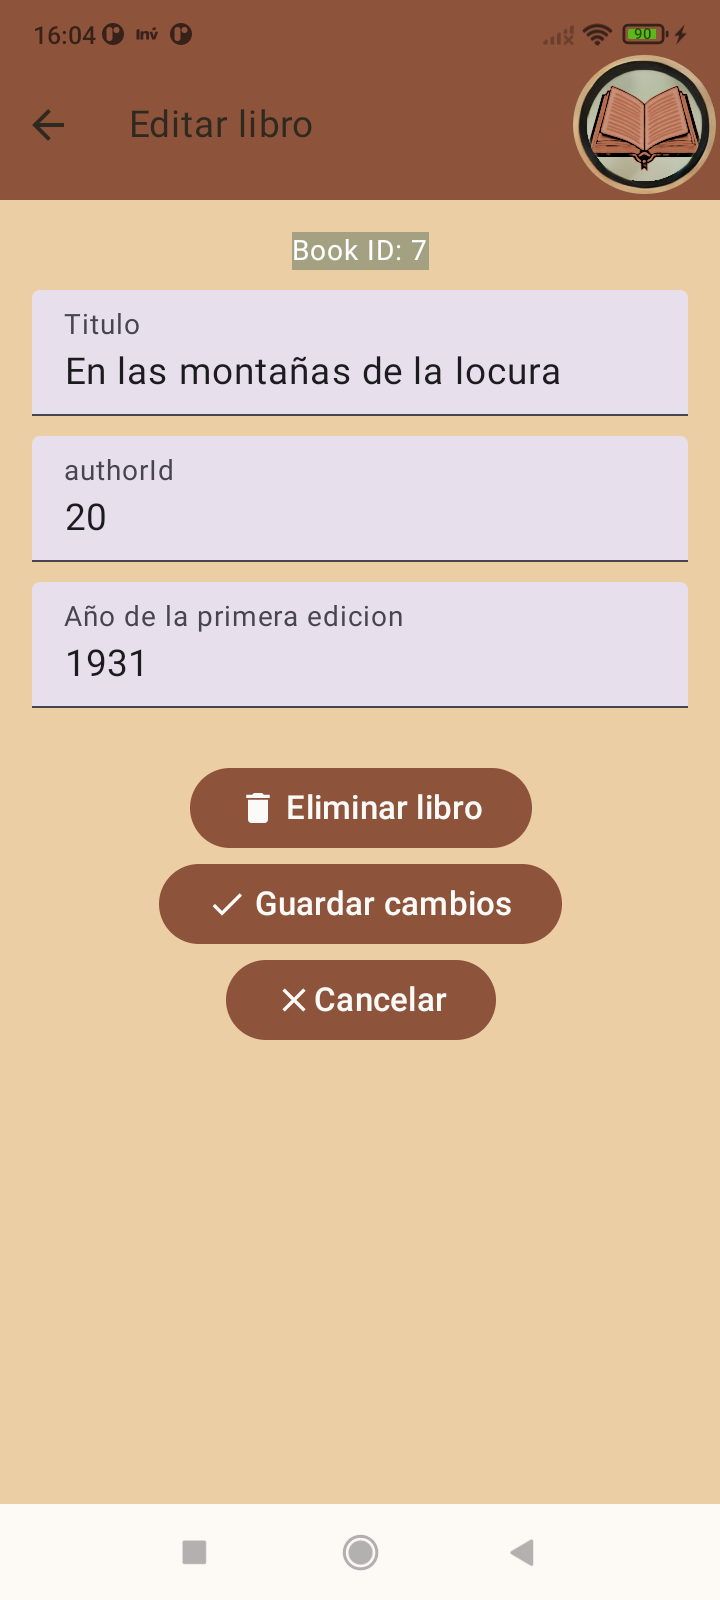 16:04 Inv 90
Editar libro
Book ID: 7
Titulo
En las montañas de la locura
authorId
20
Año de la primera edicion
1931
Eliminar libro
Guardar cambios
Cancelar